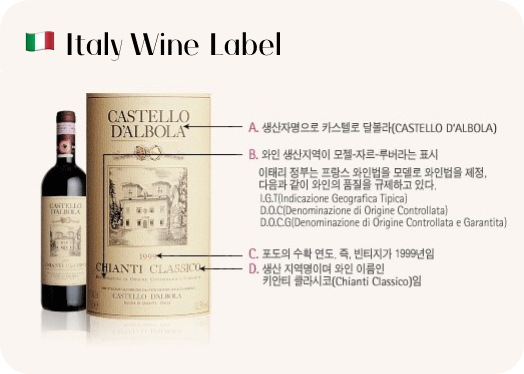 Italy Wine Label
CASTELLO
D'ALBOLA
A. 생산자명으로 카스텔로 달볼라(CASTELLO D'ALBOLA)
B. 와인 생산지역이 모젤-자르-루버라는 표시
이태리 정부는 프랑스 와인법을 모델로 와인법을 제정,
다음과 같이 와인의 품질을 규제하고 있다.
I.G.T(Indicazione Geografica Tipica)
D.O.C(Denominazione di Origine Controllata)
D.O.C.G(Denominazione di Origine Controllata e Garantita)
CASTELLO
D'ALBOLA
1999
C. 포도의 수확 연도. 즉, 빈티지가 1999년임
CHIANTI CLASSICO
D. 생산 지역명이며 와인 이름인
키안티 클라시코(Chianti Classico)임
CASTELLO D'ALBOLA